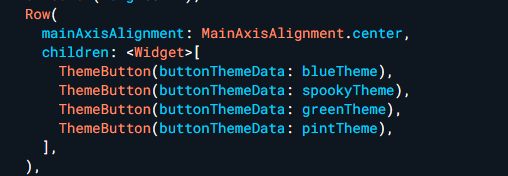 Row(
mainAxisAlignment: MainAxisAlignment.center,
children: <Widget>[
ThemeButton(buttonThemeData: blueTheme),
ThemeButton(buttonThemeData: spookyTheme),
ThemeButton(buttonThemeData: greenTheme),
ThemeButton(buttonThemeData: pintTheme),
],
),